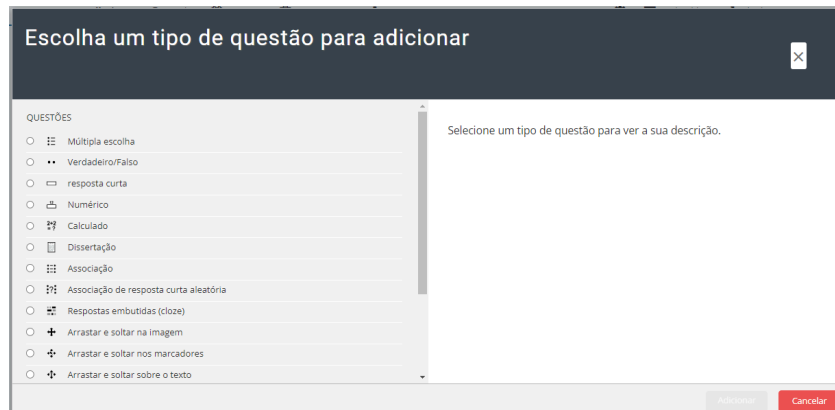 Escolha um tipo de questão para adicionar
QUESTÕES
Múltipla escolha
Verdadeiro/Falso
resposta curta
Numérico
Calculado
Dissertação
Associação
Associação de resposta curta aleatória
Respostas embutidas (cloze)
Arrastar e soltar na imagem
Arrastar e soltar nos marcadores
Arrastar e soltar sobre o texto
Selecione um tipo de questão para ver a sua descrição.
Adicionar
Cancelar